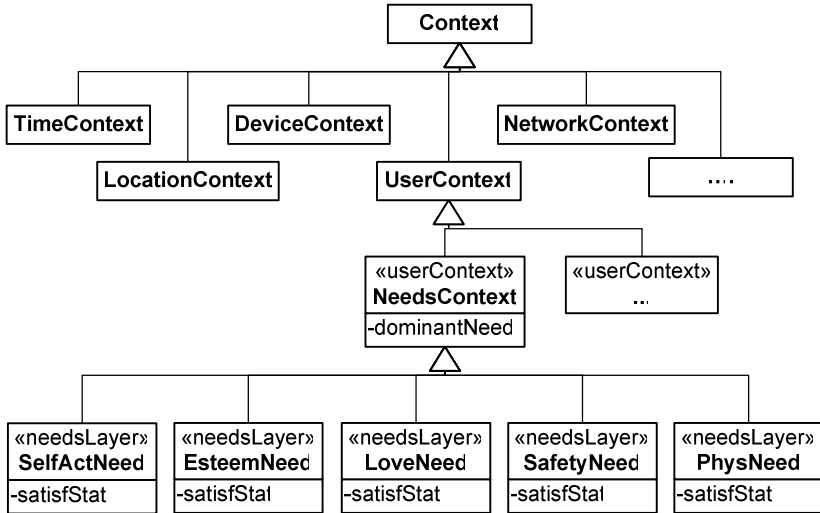 Context
TimeContext
DeviceContext
NetworkContext
LocationContext
UserContext
....
«userContext»
NeedsContext
-dominantNeed
«userContext»
...
«needsLayer»
SelfActNeed
-satisfStat
«needsLayer»
EsteemNeed
-satisfStat
«needsLayer»
LoveNeed
-satisfStat
«needsLayer»
SafetyNeed
-satisfStat
«needsLayer»
PhysNeed
-satisfStat